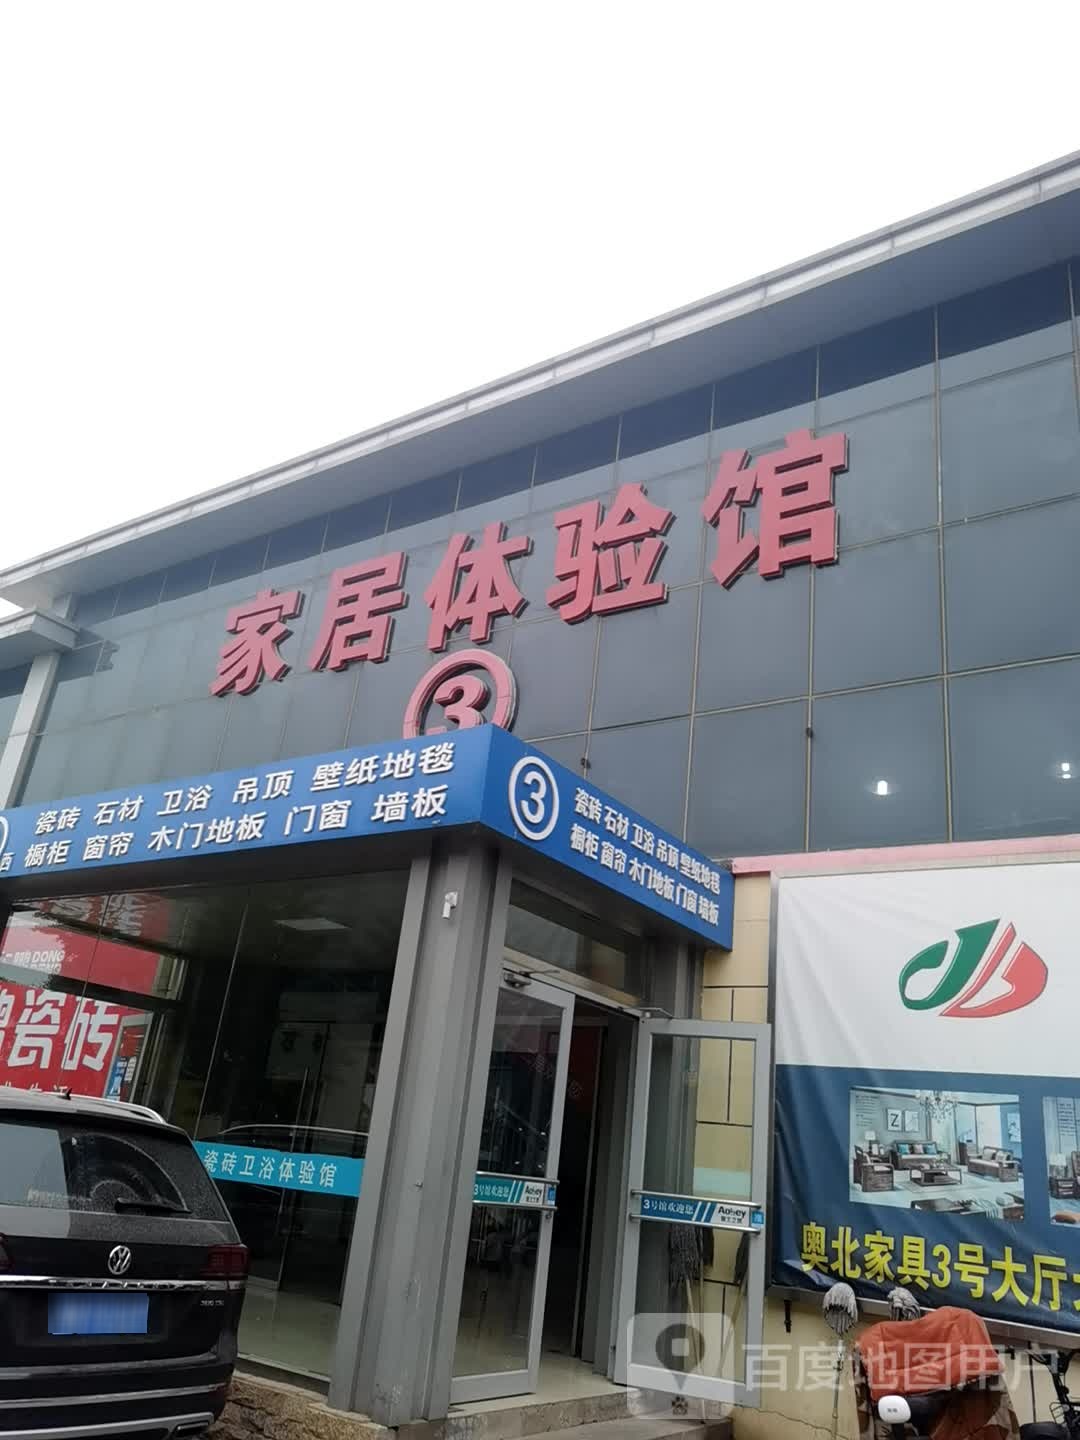 家居体验馆
③
瓷砖 石材 卫浴 吊顶 壁纸地毯
橱柜 窗帘 木门地板 门窗 墙板
西
③
瓷砖 石材 卫浴 吊顶 壁纸地毯
橱柜 窗帘 木门地板 门窗 墙板
DONG
瓷砖
瓷砖卫浴体验馆
3号馆欢迎您
3号馆欢迎您
奥北家具3号大厅
百度地图用户